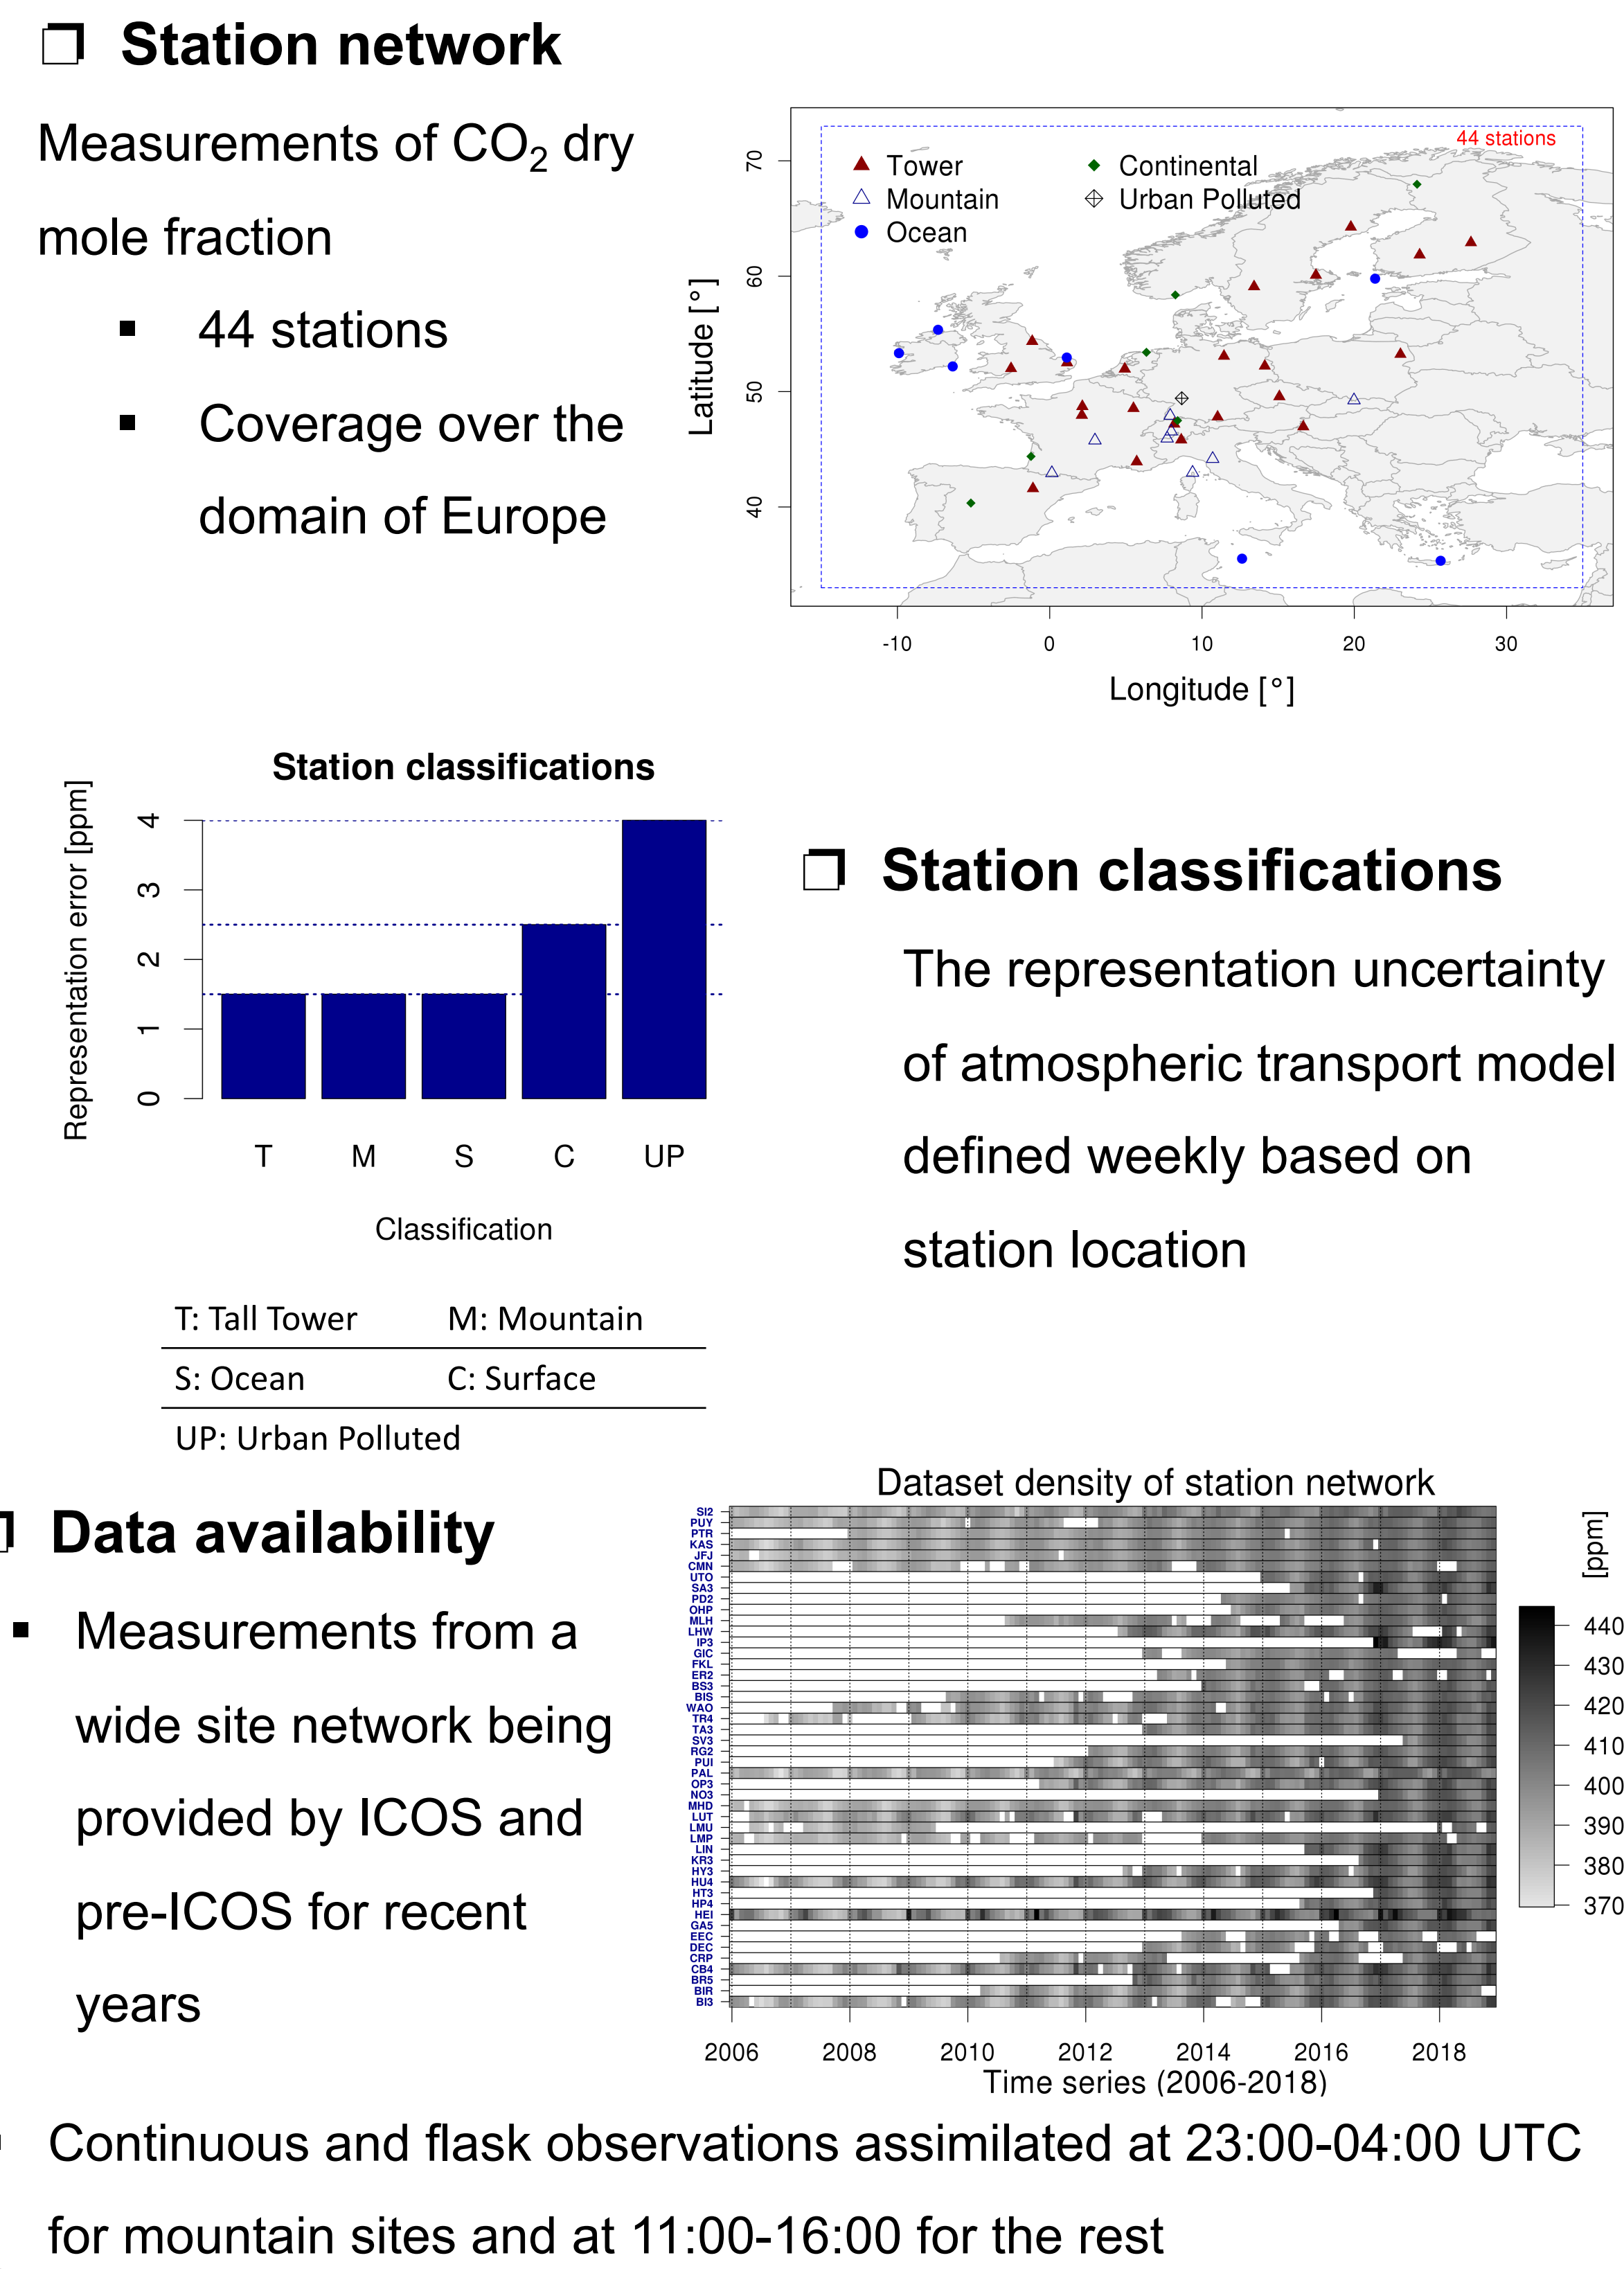 Station network
Measurements of CO₂ dry
mole fraction
▪ 44 stations
▪ Coverage over the
domain of Europe
44 stations
Tower
Mountain
Ocean
Continental
Urban Polluted
Latitude [°]
70
60
50
40
-10 0 10 20 30
Longitude [°]
Station classifications
Representation error [ppm]
4
3
2
1
0
T M S C UP
Classification
T: Tall Tower M: Mountain
S: Ocean C: Surface
UP: Urban Polluted
Station classifications
The representation uncertainty
of atmospheric transport model
defined weekly based on
station location
Data availability
▪ Measurements from a
wide site network being
provided by ICOS and
pre-ICOS for recent
years
Dataset density of station network
SI2
PUY
PTR
KAS
JFJ
CMN
UTO
SA3
PD2
OHP
MLH
LHW
IP3
GIC
FKL
ER2
BS3
BIS
WAO
TR4
TA3
SV3
RG2
PUI
PAL
OP3
NO3
MHD
LUT
LMU
LMP
LIN
KR3
HY3
HU4
HT3
HP4
HEI
GA5
EEC
DEC
CRP
CB4
BR5
BIR
BI3
2006 2008 2010 2012 2014 2016 2018
Time series (2006-2018)
[ppm]
440
430
420
410
400
390
380
370
Continuous and flask observations assimilated at 23:00-04:00 UTC
for mountain sites and at 11:00-16:00 for the rest